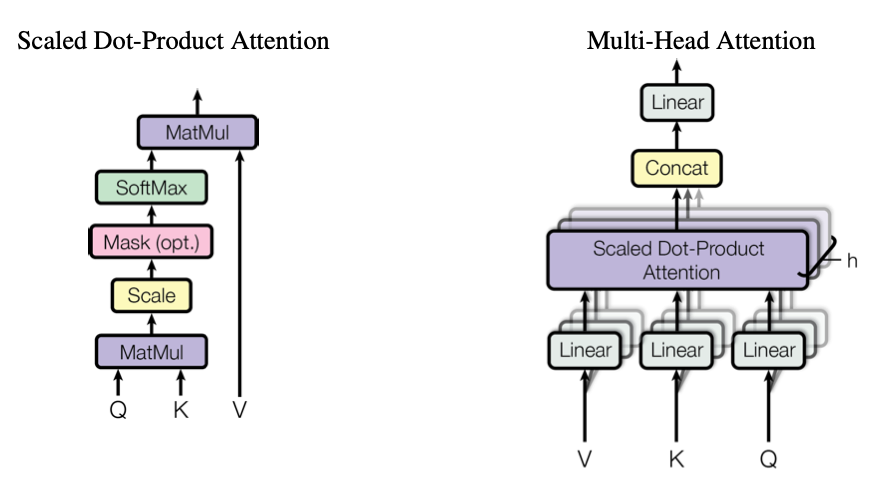 Scaled Dot-Product Attention
MatMul
SoftMax
Mask (opt.)
Scale
MatMul
Q K V
Multi-Head Attention
Linear
Concat
Scaled Dot-Product
Attention
h
Linear Linear Linear
V K Q